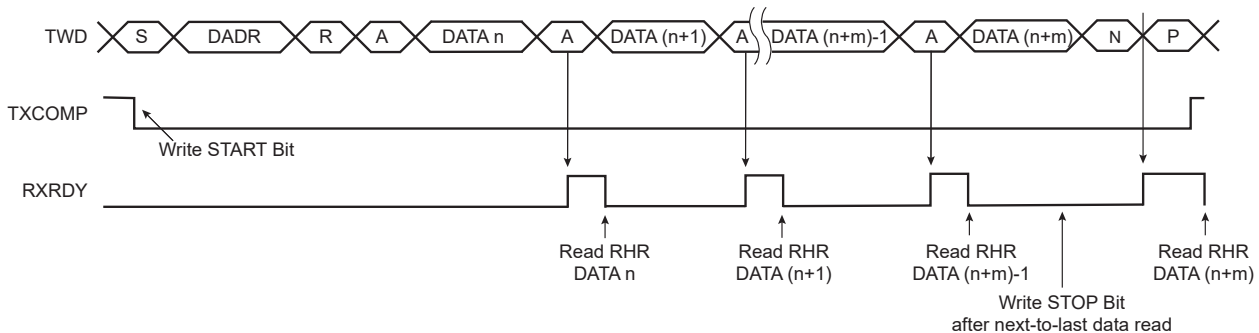 TWD S DADR R A DATA n A DATA (n+1) A DATA (n+m)-1 A DATA (n+m) N P
TXCOMP
Write START Bit
RXRDY
Read RHR
DATA n
Read RHR
DATA (n+1)
Read RHR
DATA (n+m)-1
Read RHR
DATA (n+m)
Write STOP Bit
after next-to-last data read